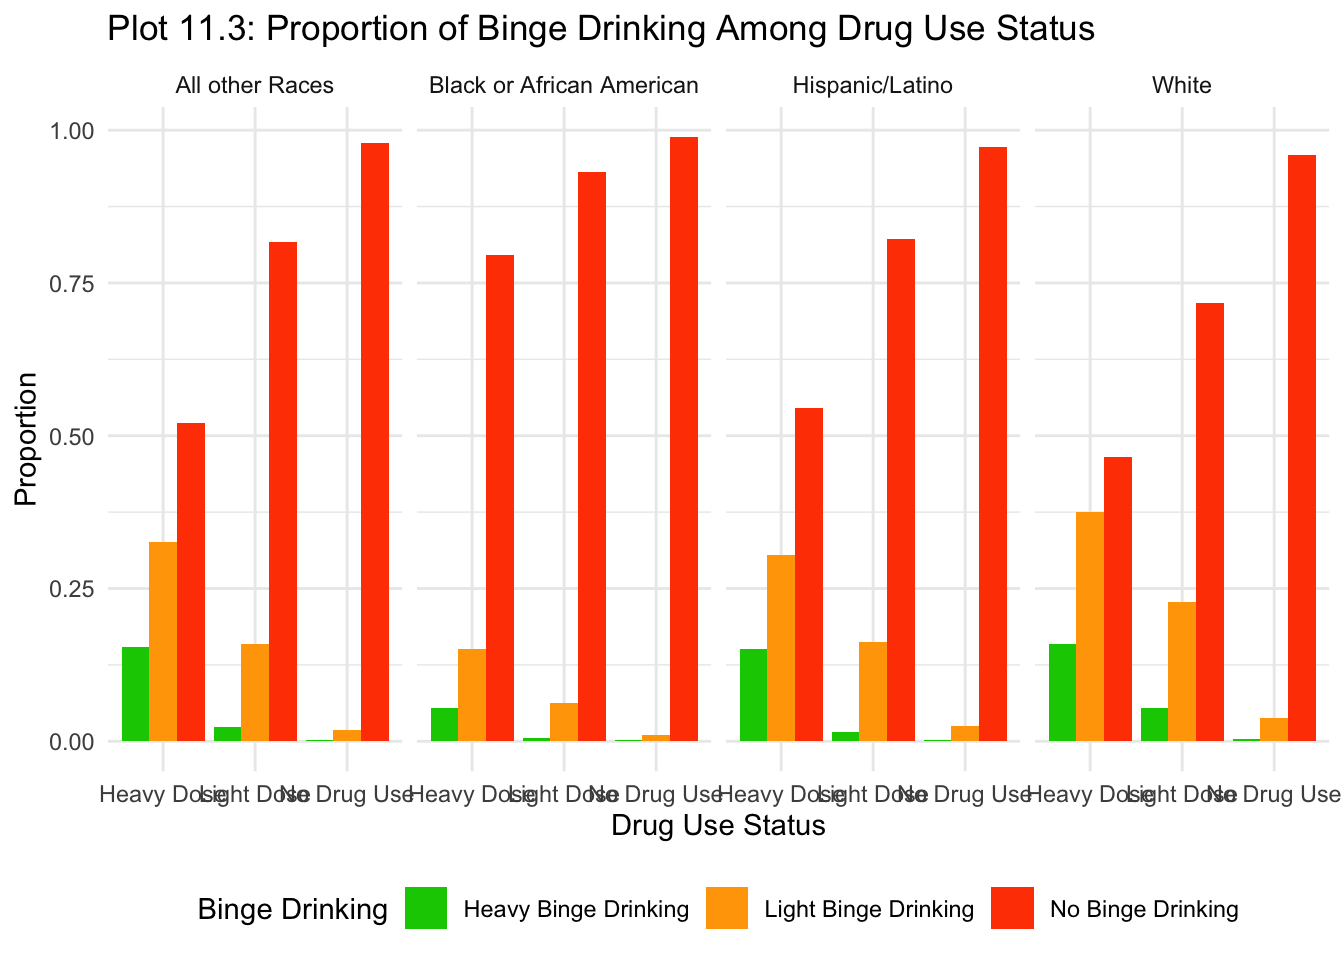 Plot 11.3: Proportion of Binge Drinking Among Drug Use Status
All other Races
Black or African American
Hispanic/Latino
White
1.00
0.75
0.50
0.25
0.00
Proportion
Heavy Dose Light Dose No Drug Use Heavy Dose Light Dose No Drug Use Heavy Dose Light Dose No Drug Use Heavy Dose Light Dose No Drug Use
Drug Use Status
Binge Drinking Heavy Binge Drinking Light Binge Drinking No Binge Drinking